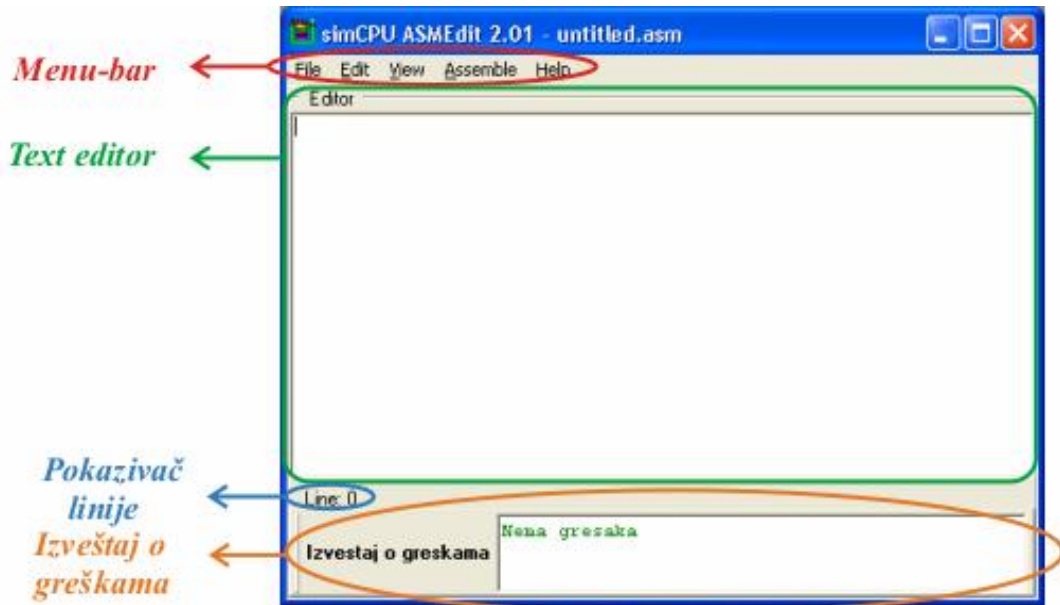 simCPU ASMEdit 2.01 - untitled.asm
Menu-bar
File Edit View Assemble Help
Editor
Text editor
Pokazivač
linije
Line: 0
Izveštaj o
greškama
Izvestaj o greskama
Nema gresaka